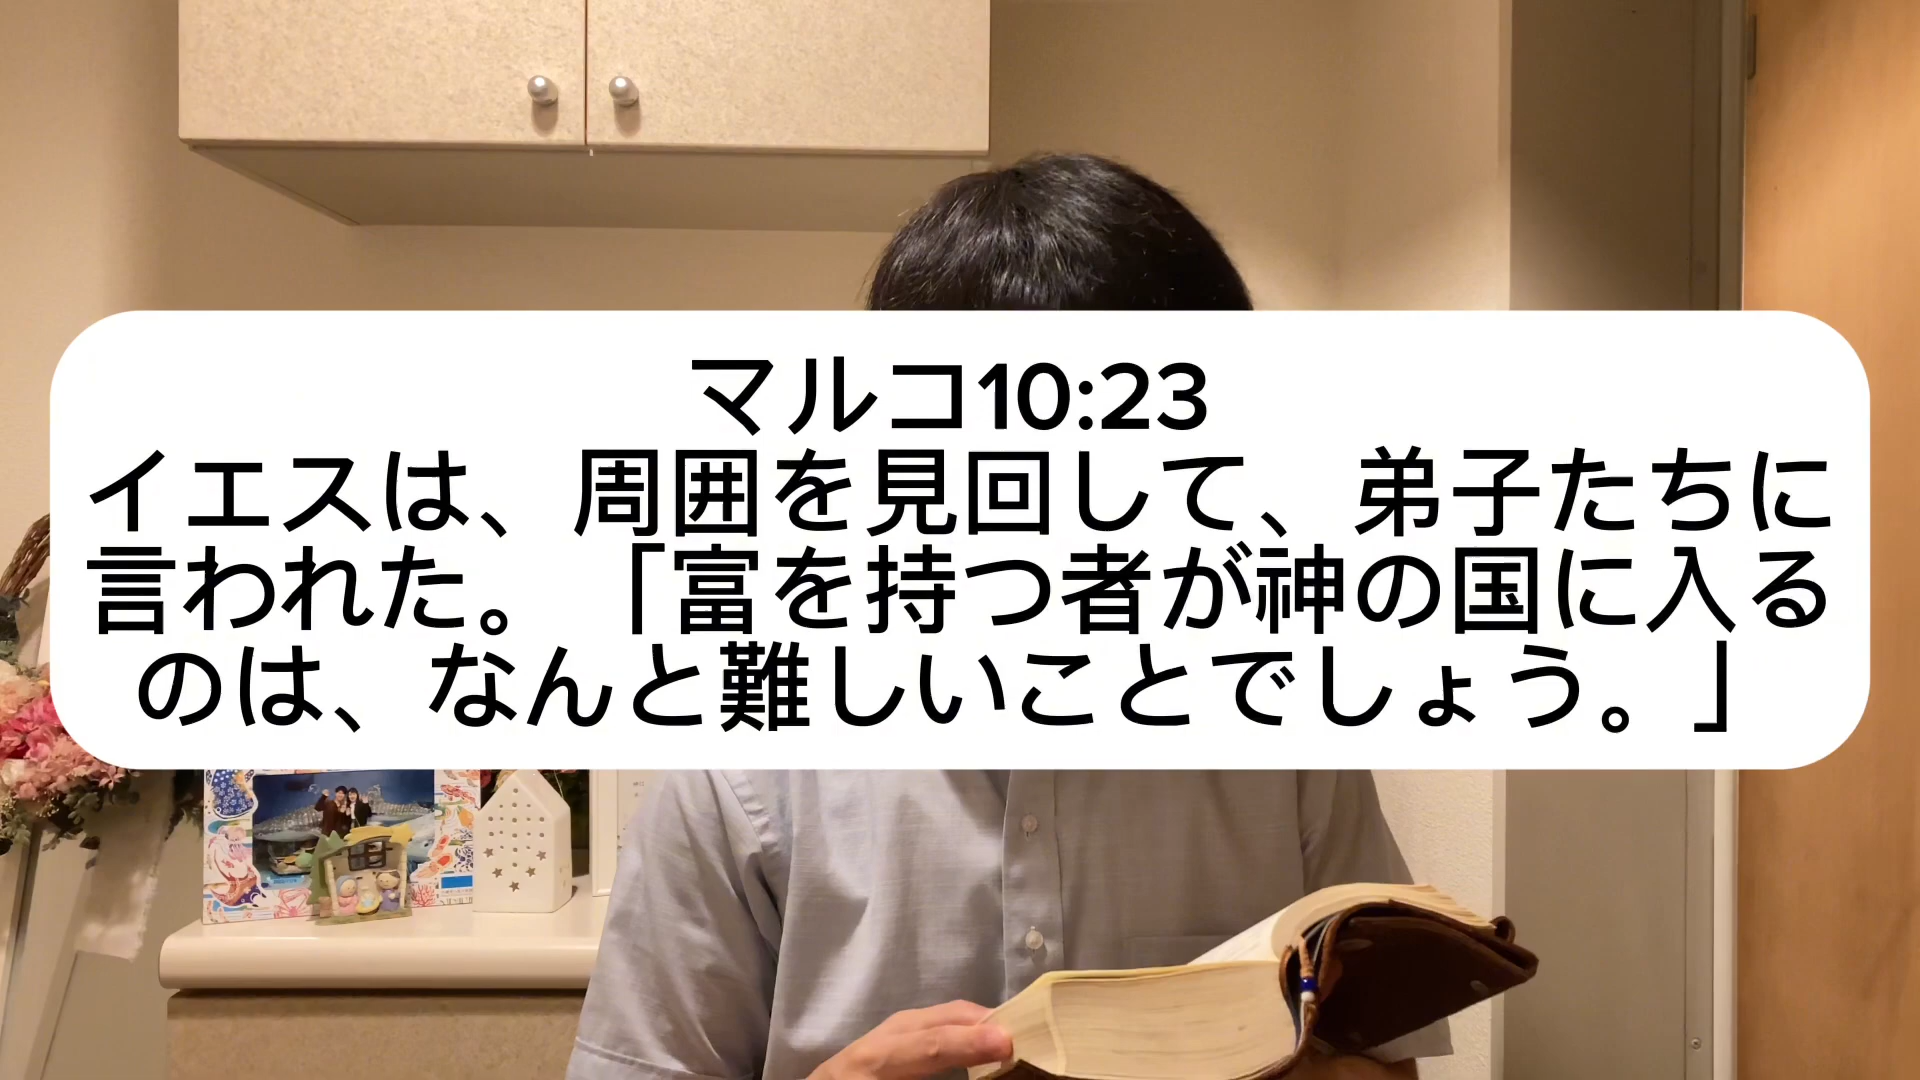 マルコ10:23
イエスは、周囲を見回して、弟子たちに
言われた。「富を持つ者が神の国に入る
のは、なんと難しいことでしょう。」